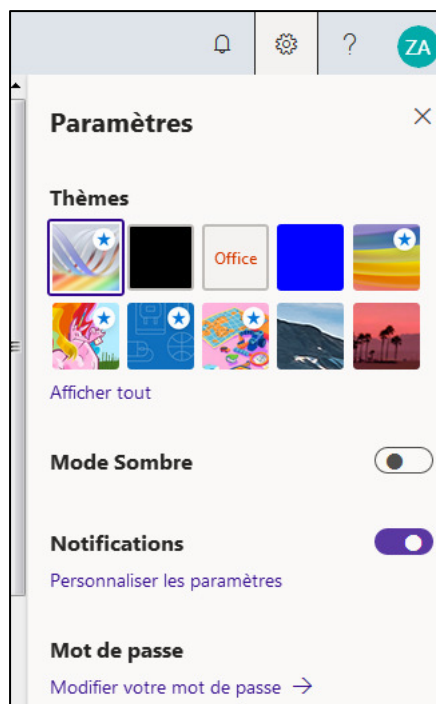 ZA
Paramètres
Thèmes
Office
Afficher tout
Mode Sombre
Notifications
Personnaliser les paramètres
Mot de passe
Modifier votre mot de passe →